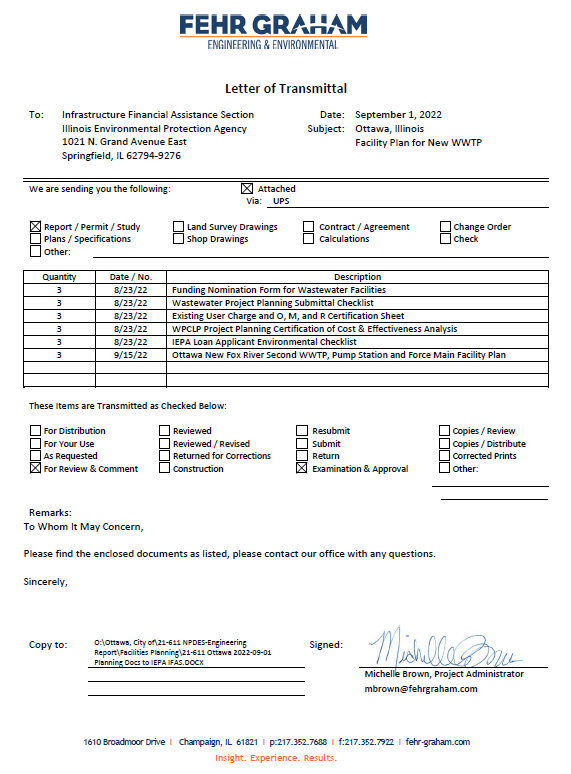 FEHR GRAHAM
ENGINEERING & ENVIRONMENTAL
Letter of Transmittal
To: Infrastructure Financial Assistance Section
Illinois Environmental Protection Agency
1021 N. Grand Avenue East
Springfield, IL 62794-9276
Date: September 1, 2022
Subject: Ottawa, Illinois
Facility Plan for New WWTP
We are sending you the following: ☒ Attached
Via: UPS
☒ Report / Permit / Study ☐ Land Survey Drawings ☐ Contract / Agreement ☐ Change Order
☐ Plans / Specifications ☐ Shop Drawings ☐ Calculations ☐ Check
☐ Other:
Quantity Date / No. Description
3 8/23/22 Funding Nomination Form for Wastewater Facilities
3 8/23/22 Wastewater Project Planning Submittal Checklist
3 8/23/22 Existing User Charge and O, M, and R Certification Sheet
3 8/23/22 WPCLP Project Planning Certification of Cost & Effectiveness Analysis
3 8/23/22 IEPA Loan Applicant Environmental Checklist
3 9/15/22 Ottawa New Fox River Second WWTP, Pump Station and Force Main Facility Plan
These Items are Transmitted as Checked Below:
☐ For Distribution ☐ Reviewed ☐ Resubmit ☐ Copies / Review
☐ For Your Use ☐ Reviewed / Revised ☐ Submit ☐ Copies / Distribute
☐ As Requested ☐ Returned for Corrections ☐ Return ☐ Corrected Prints
☒ For Review & Comment ☐ Construction ☒ Examination & Approval ☐ Other:
Remarks:
To Whom It May Concern,
Please find the enclosed documents as listed, please contact our office with any questions.
Sincerely,
Copy to: O:\Ottawa, City of\21-611 NPDES-Engineering
Report\Facilities Planning\21-611 Ottawa 2022-09-01
Planning Docs to IEPA IFAS.DOCX
Signed: Michelle Brown
Michelle Brown, Project Administrator
mbrown@fehrgraham.com
1610 Broadmoor Drive | Champaign, IL 61821 | p:217.352.7688 | f:217.352.7922 | fehr-graham.com
Insight. Experience. Results.